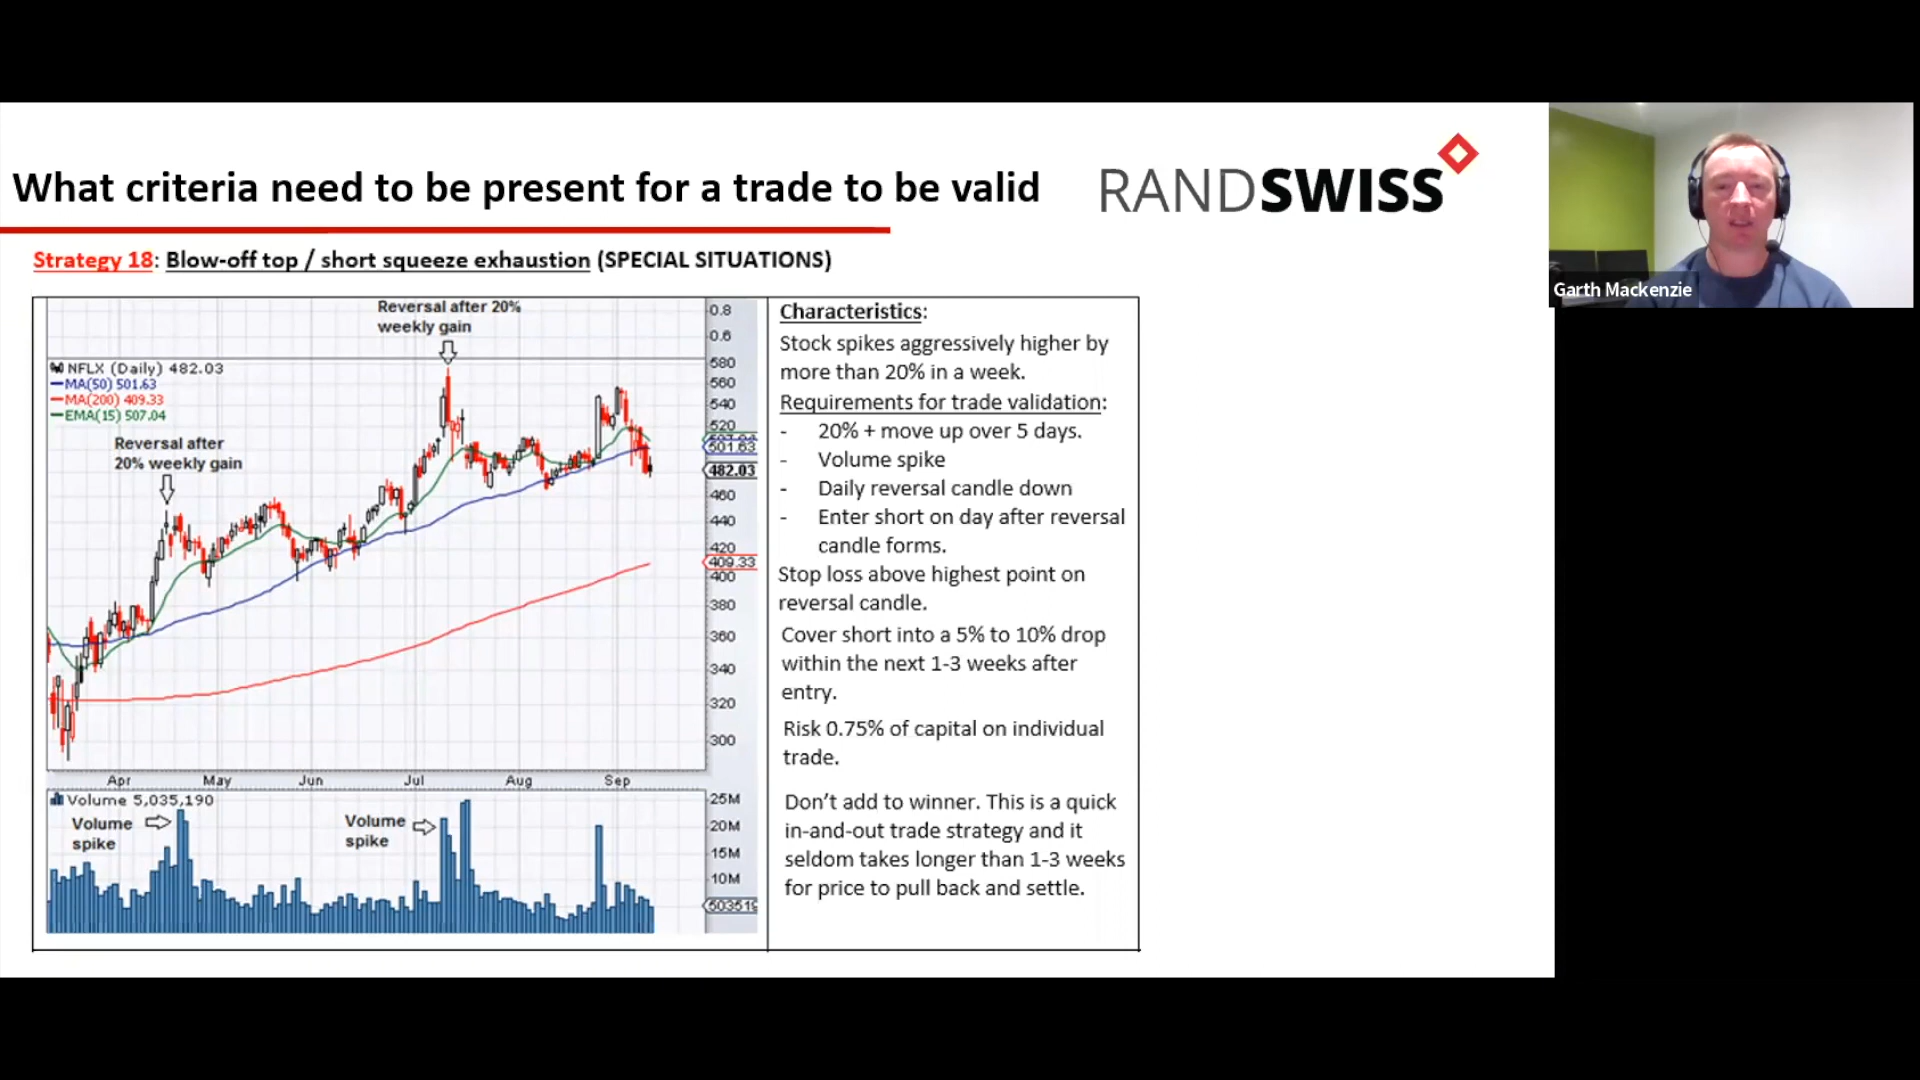 What criteria need to be present for a trade to be valid
RANDSWISS
Garth Mackenzie
Strategy 18: Blow-off top / short squeeze exhaustion (SPECIAL SITUATIONS)
Reversal after 20%
weekly gain
NFLX (Daily) 482.03
MA(50) 501.63
MA(200) 409.33
EMA(15) 507.04
Reversal after
20% weekly gain
0.8
0.6
580
560
540
520
501.63
482.03
460
440
420
409.33
400
380
360
340
320
300
Apr May Jun Jul Aug Sep
Volume 5,035,190
Volume
spike
Volume
spike
25M
20M
15M
10M
Characteristics:
Stock spikes aggressively higher by
more than 20% in a week.
Requirements for trade validation:
- 20% + move up over 5 days.
- Volume spike
- Daily reversal candle down
- Enter short on day after reversal
candle forms.
Stop loss above highest point on
reversal candle.
Cover short into a 5% to 10% drop
within the next 1-3 weeks after
entry.
Risk 0.75% of capital on individual
trade.
Don’t add to winner. This is a quick
in-and-out trade strategy and it
seldom takes longer than 1-3 weeks
for price to pull back and settle.